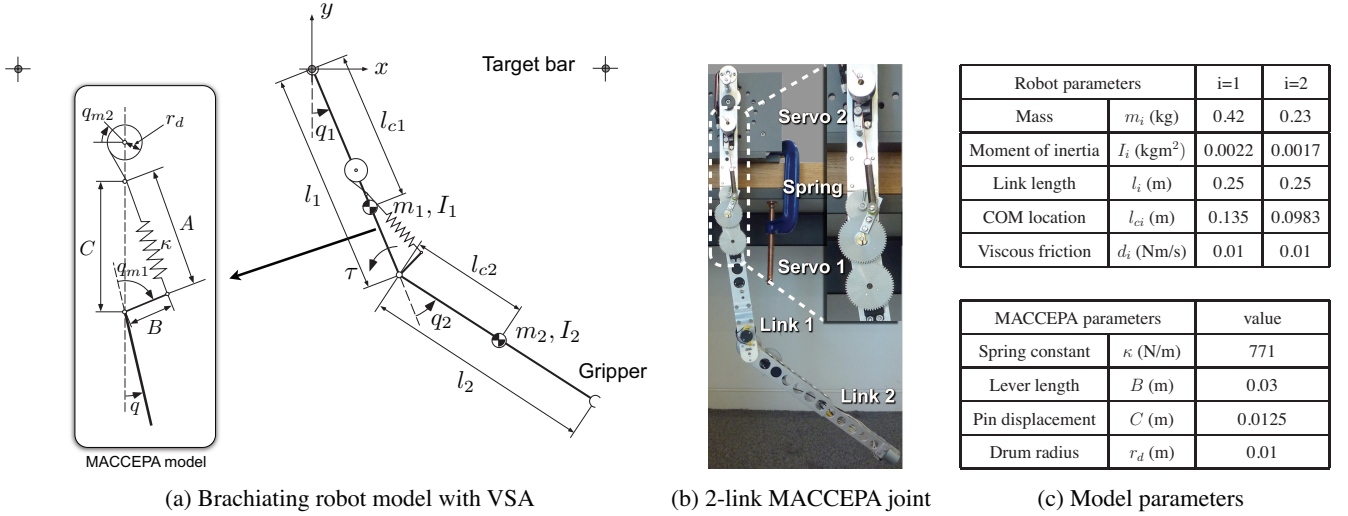 y
x
Target bar
q_{m2}
r_d
A
C
κ
q_{m1}
B
q
MACCEPA model
q_1
l_{c1}
l_1
m_1, I_1
τ
l_{c2}
q_2
m_2, I_2
l_2
Gripper
(a) Brachiating robot model with VSA
Servo 2
Spring
Servo 1
Link 1
Link 2
(b) 2-link MACCEPA joint
Robot parameters i=1 i=2
Mass m_i (kg) 0.42 0.23
Moment of inertia I_i (kgm²) 0.0022 0.0017
Link length l_i (m) 0.25 0.25
COM location l_{ci} (m) 0.135 0.0983
Viscous friction d_i (Nm/s) 0.01 0.01
MACCEPA parameters value
Spring constant κ (N/m) 771
Lever length B (m) 0.03
Pin displacement C (m) 0.0125
Drum radius r_d (m) 0.01
(c) Model parameters